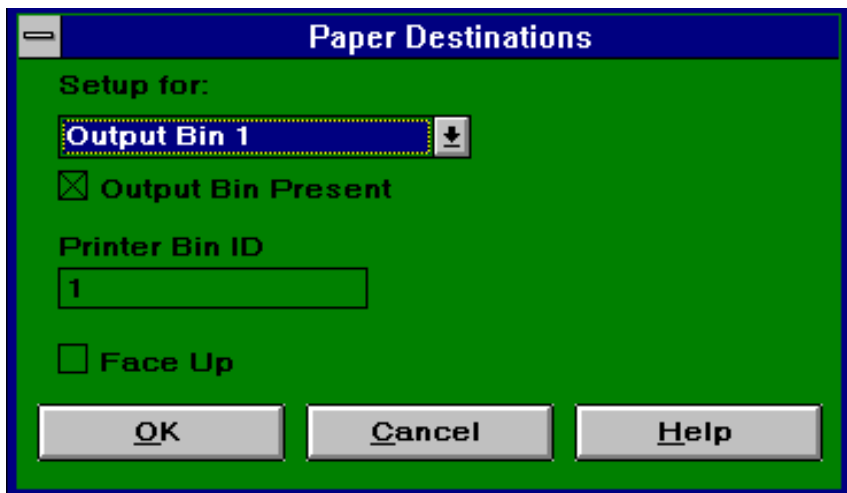 Paper Destinations
Setup for:
Output Bin 1
Output Bin Present
Printer Bin ID
1
Face Up
OK Cancel Help